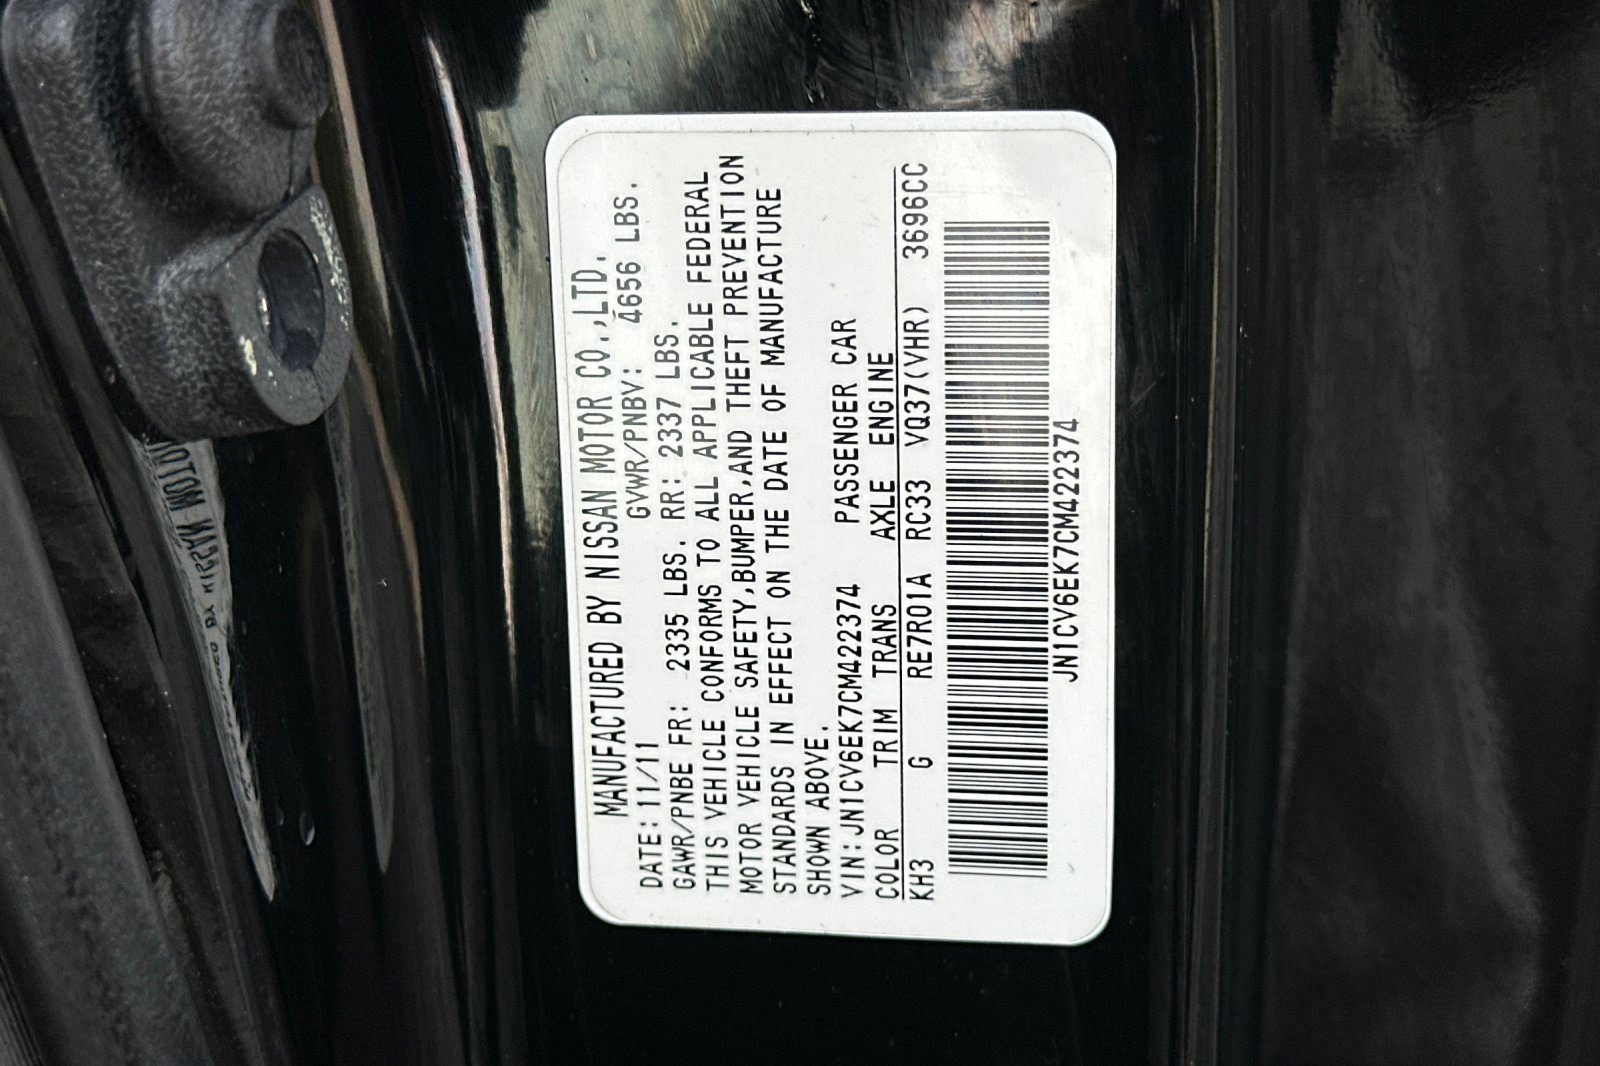 MANUFACTURED BY NISSAN MOTOR CO.,LTD.
DATE: 11/11 GVWR/PNBV: 4656 LBS.
GAWR/PNBE FR: 2335 LBS. RR: 2337 LBS.
THIS VEHICLE CONFORMS TO ALL APPLICABLE FEDERAL
MOTOR VEHICLE SAFETY,BUMPER,AND THEFT PREVENTION
STANDARDS IN EFFECT ON THE DATE OF MANUFACTURE
SHOWN ABOVE.
VIN:JN1CV6EK7CM422374 PASSENGER CAR
COLOR TRIM TRANS AXLE ENGINE
KH3 G RE7R01A RC33 VQ37(VHR) 3696CC
JN1CV6EK7CM422374